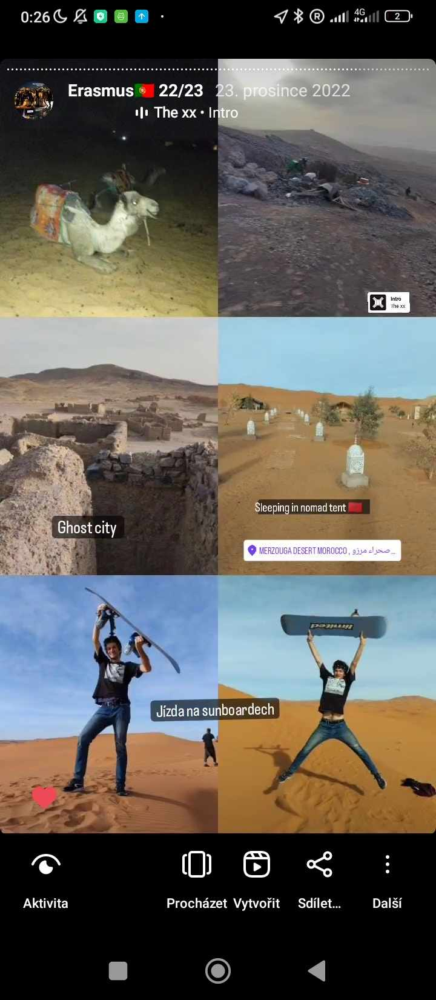 0:26
R
4G
2
Erasmus🇵🇹 22/23 23. prosince 2022
The xx • Intro
Intro
The xx
Ghost city
Sleeping in nomad tent 🇲🇦
MERZOUGA DESERT MOROCCO , صحراء مرزو...
limited
Jízda na sunboardech
Aktivita
Procházet
Vytvořit
Sdílet...
Další